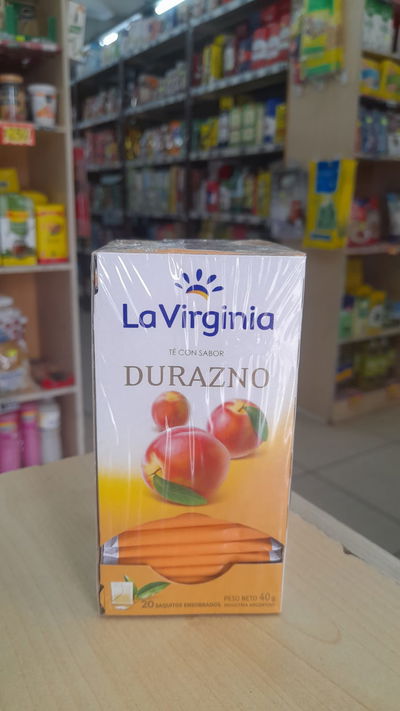 LaVirginia
TÉ CON SABOR
DURAZNO
20 SAQUITOS ENSOBRADOS
PESO NETO 40g
INDUSTRIA ARGENTINA